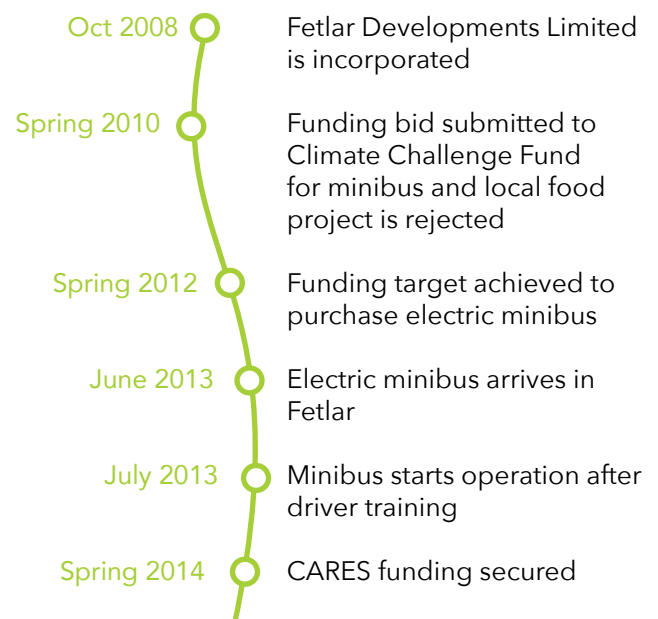 Oct 2008
Fetlar Developments Limited
is incorporated
Spring 2010
Funding bid submitted to
Climate Challenge Fund
for minibus and local food
project is rejected
Spring 2012
Funding target achieved to
purchase electric minibus
June 2013
Electric minibus arrives in
Fetlar
July 2013
Minibus starts operation after
driver training
Spring 2014
CARES funding secured